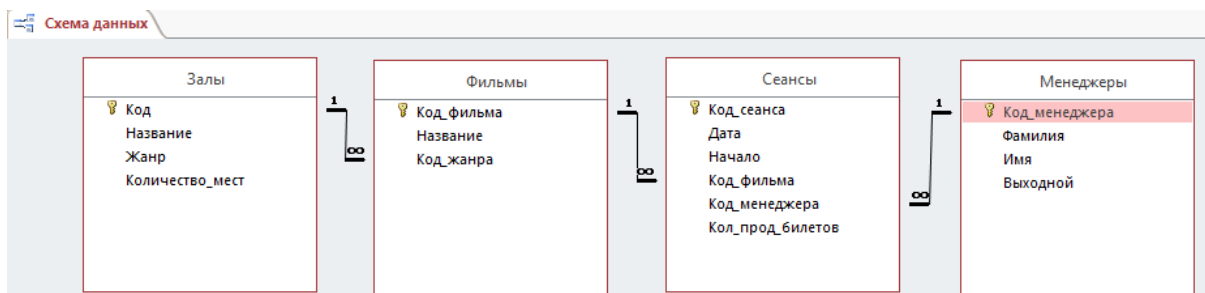 Схема данных
Залы
Код
Название
Жанр
Количество_мест
1
∞
Фильмы
Код_фильма
Название
Код_жанра
1
∞
Сеансы
Код_сеанса
Дата
Начало
Код_фильма
Код_менеджера
Кол_прод_билетов
1
∞
Менеджеры
Код_менеджера
Фамилия
Имя
Выходной